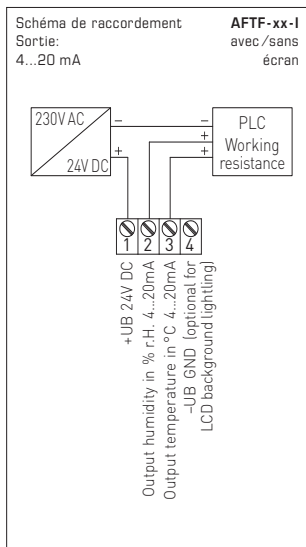 Schéma de raccordement AFTF-xx-I
Sortie: avec/sans
4...20 mA écran
230V AC
24V DC
– –
+
+ +
PLC
Working
resistance
1 2 3 4
+UB 24V DC
Output humidity in % r.H. 4...20mA
Output temperature in °C 4...20mA
–UB GND (optional for
LCD background lightling)